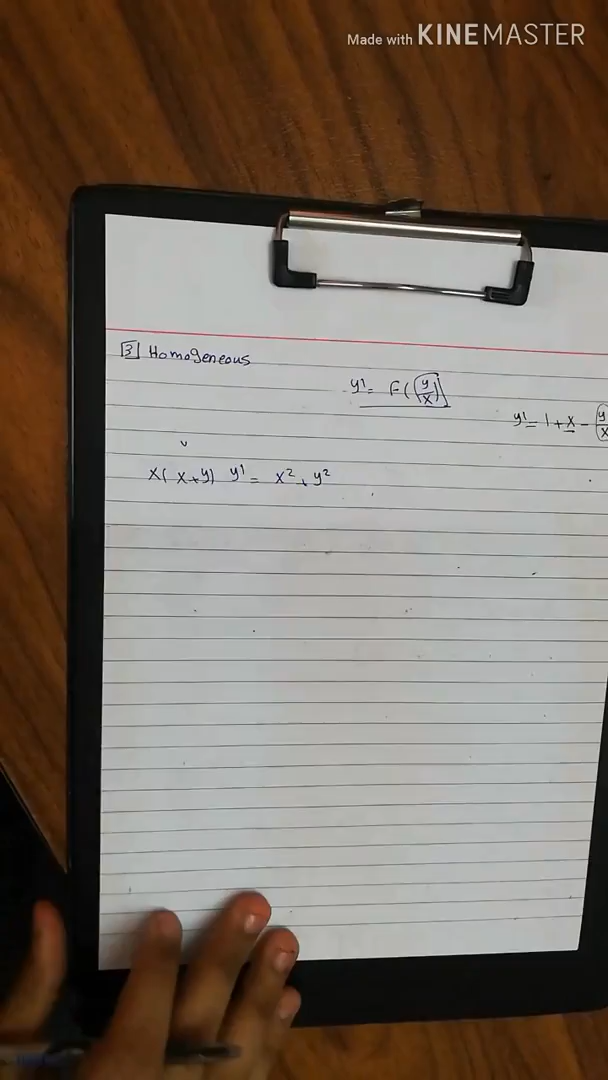 Made with KINEMASTER
3 Homogeneous
y' = F(y/x)
y' = 1 + x - y/x
x(x+y) y' = x² + y²